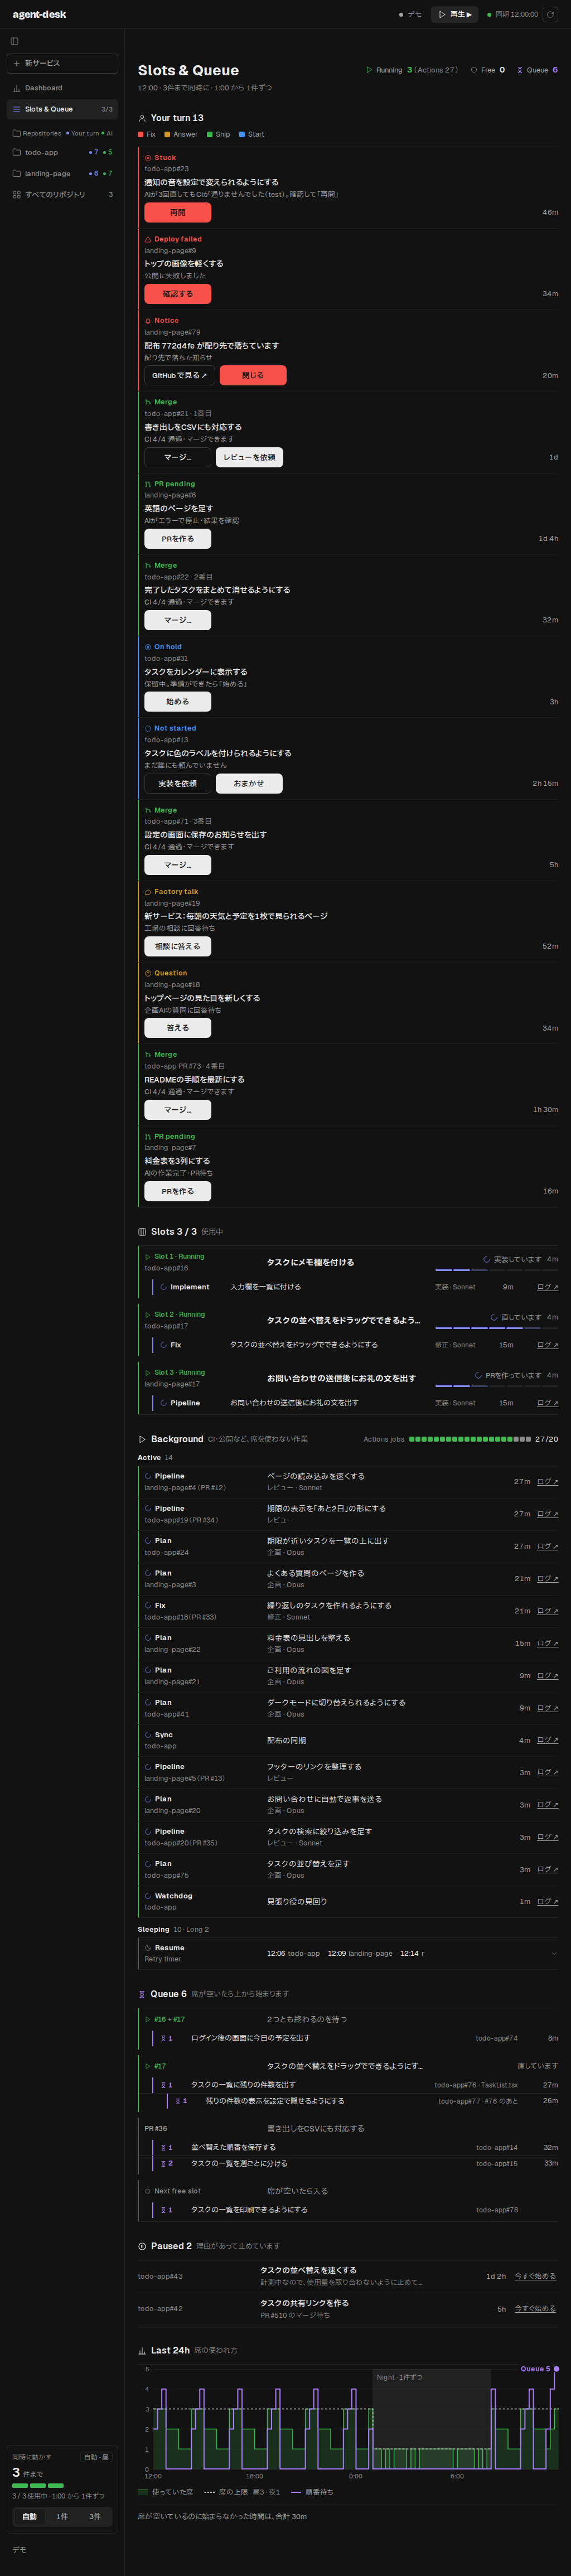 agent-desk
デモ
再生 ▶
同期 12:00:00
新サービス
Dashboard
Slots & Queue 3/3
Repositories Your turn AI
todo-app 7 5
landing-page 6 7
すべてのリポジトリ 3
Slots & Queue
Running 3 (Actions 27) Free 0 Queue 6
12:00 · 3件まで同時に · 1:00 から 1件ずつ
Your turn 13
Fix Answer Ship Start
Stuck
todo-app#23
通知の音を設定で変えられるようにする
AIが3回直してもCIが通りませんでした(test)。確認して「再開」
再開
46m
Deploy failed
landing-page#9
トップの画像を軽くする
公開に失敗しました
確認する
34m
Notice
landing-page#79
配布 772d4fe が配り先で落ちています
配り先で落ちた知らせ
GitHub で見る ↗ 閉じる
20m
Merge
todo-app#21 · 1番目
書き出しをCSVにも対応する
CI 4/4 通過 · マージできます
マージ… レビューを依頼
1d
PR pending
landing-page#6
英語のページを足す
AIがエラーで停止 · 結果を確認
PRを作る
1d 4h
Merge
todo-app#22 · 2番目
完了したタスクをまとめて消せるようにする
CI 4/4 通過 · マージできます
マージ…
32m
On hold
todo-app#31
タスクをカレンダーに表示する
保留中。準備ができたら「始める」
始める
3h
Not started
todo-app#13
タスクに色のラベルを付けられるようにする
まだ誰にも頼んでいません
実装を依頼 おまかせ
2h 15m
Merge
todo-app#71 · 3番目
設定の画面に保存のお知らせを出す
CI 4/4 通過 · マージできます
マージ…
5h
Factory talk
landing-page#19
新サービス: 毎朝の天気と予定を1枚で見られるページ
工場の相談に回答待ち
相談に答える
52m
Question
landing-page#18
トップページの見た目を新しくする
企画AIの質問に回答待ち
答える
34m
Merge
todo-app PR #73 · 4番目
READMEの手順を最新にする
CI 4/4 通過 · マージできます
マージ…
1h 30m
PR pending
landing-page#7
料金表を3列にする
AIの作業完了 · PR待ち
PRを作る
16m
Slots 3 / 3 使用中
Slot 1 · Running タスクにメモ欄を付ける 実装しています 4m
todo-app#16
Implement 入力欄を一覧に付ける 実装 · Sonnet 9m ログ ↗
Slot 2 · Running タスクの並べ替えをドラッグでできるよう… 直しています 4m
todo-app#17
Fix タスクの並べ替えをドラッグでできるようにする 修正 · Sonnet 15m ログ ↗
Slot 3 · Running お問い合わせの送信後にお礼の文を出す PRを作っています 4m
landing-page#17
Pipeline お問い合わせの送信後にお礼の文を出す 実装 · Sonnet 15m ログ ↗
Background CI・公開など、席を使わない作業 Actions jobs 27/20
Active 14
Pipeline ページの読み込みを速くする 27m ログ ↗
landing-page#4 (PR #12) レビュー · Sonnet
Pipeline 期限の表示を「あと2日」の形にする 27m ログ ↗
todo-app#19 (PR #34) レビュー
Plan 期限が近いタスクを一覧の上に出す 27m ログ ↗
todo-app#24 企画 · Opus
Plan よくある質問のページを作る 21m ログ ↗
landing-page#3 企画 · Opus
Fix 繰り返しのタスクを作れるようにする 21m ログ ↗
todo-app#18 (PR #33) 修正 · Sonnet
Plan 料金表の見出しを整える 15m ログ ↗
landing-page#22 企画 · Opus
Plan ご利用の流れの図を足す 9m ログ ↗
landing-page#21 企画 · Opus
Plan ダークモードに切り替えられるようにする 9m ログ ↗
todo-app#41 企画 · Opus
Sync 配布の同期 4m ログ ↗
todo-app
Pipeline フッターのリンクを整理する 3m ログ ↗
landing-page#5 (PR #13) レビュー
Plan お問い合わせに自動で返事を送る 3m ログ ↗
landing-page#20 企画 · Opus
Pipeline タスクの検索に絞り込みを足す 3m ログ ↗
todo-app#20 (PR #35) レビュー · Sonnet
Plan タスクの並び替えを足す 3m ログ ↗
todo-app#75 企画 · Opus
Watchdog 見張り役の見回り 1m ログ ↗
todo-app
Sleeping 10 · Long 2
Resume 12:06 todo-app 12:09 landing-page 12:14 r
Retry timer
Queue 6 席が空いたら上から始まります
#16 + #17 2つとも終わるのを待つ
1 ログイン後の画面に今日の予定を出す todo-app#74 8m
#17 タスクの並べ替えをドラッグでできるようにす… 直しています
1 タスクの一覧に残りの件数を出す todo-app#76 · TaskList.tsx 27m
1 残りの件数の表示を設定で隠せるようにする todo-app#77 · #76 のあと 26m
PR #36 書き出しをCSVにも対応する
1 並べ替えた順番を保存する todo-app#14 32m
2 タスクの一覧を週ごとに分ける todo-app#15 33m
Next free slot 席が空いたら入る
1 タスクの一覧を印刷できるようにする todo-app#78
Paused 2 理由があって止めています
todo-app#43 タスクの並べ替えを速くする 1d 2h 今すぐ始める
計測中なので、使用量を取り合わないように止めて…
todo-app#42 タスクの共有リンクを作る 5h 今すぐ始める
PR #510 のマージ待ち
Last 24h 席の使われ方
Night · 1件ずつ
Queue 5
5
4
3
2
1
0
12:00 18:00 0:00 6:00
使っていた席 席の上限 昼3 · 夜1 順番待ち
席が空いているのに始まらなかった時間は、合計 30m
同時に動かす 自動 · 昼
3 件まで
3 / 3 使用中 · 1:00 から 1件ずつ
自動 1件 3件
デモ